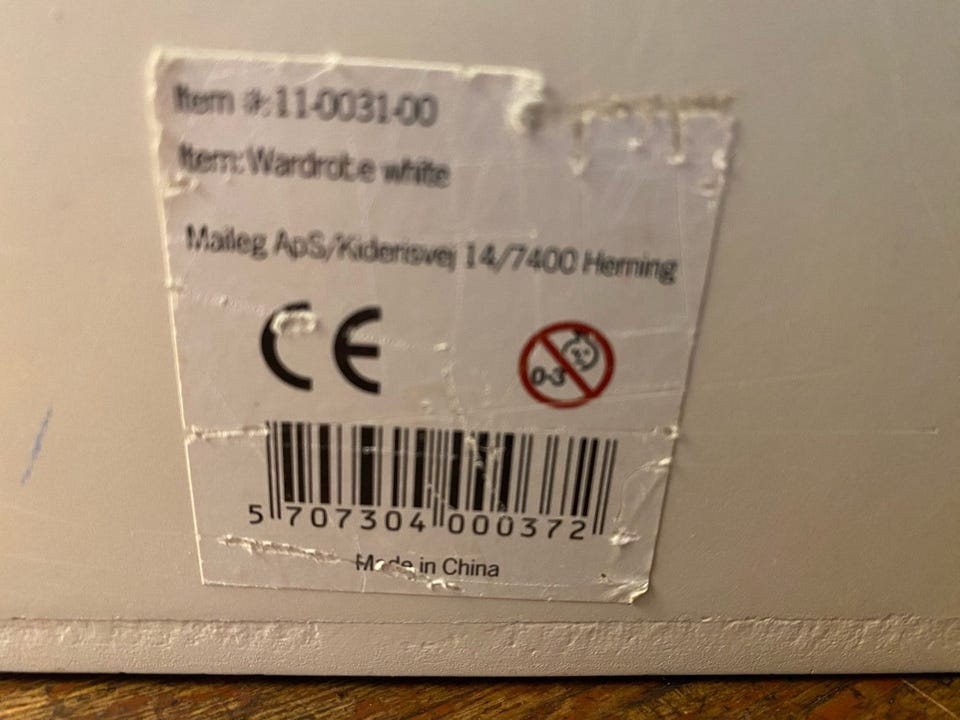 Item #: 11-0031-00
Item: Wardrobe white
Maileg ApS/Kiderisvej 14/7400 Herning
CE
0-3
5 707304 000372
Made in China